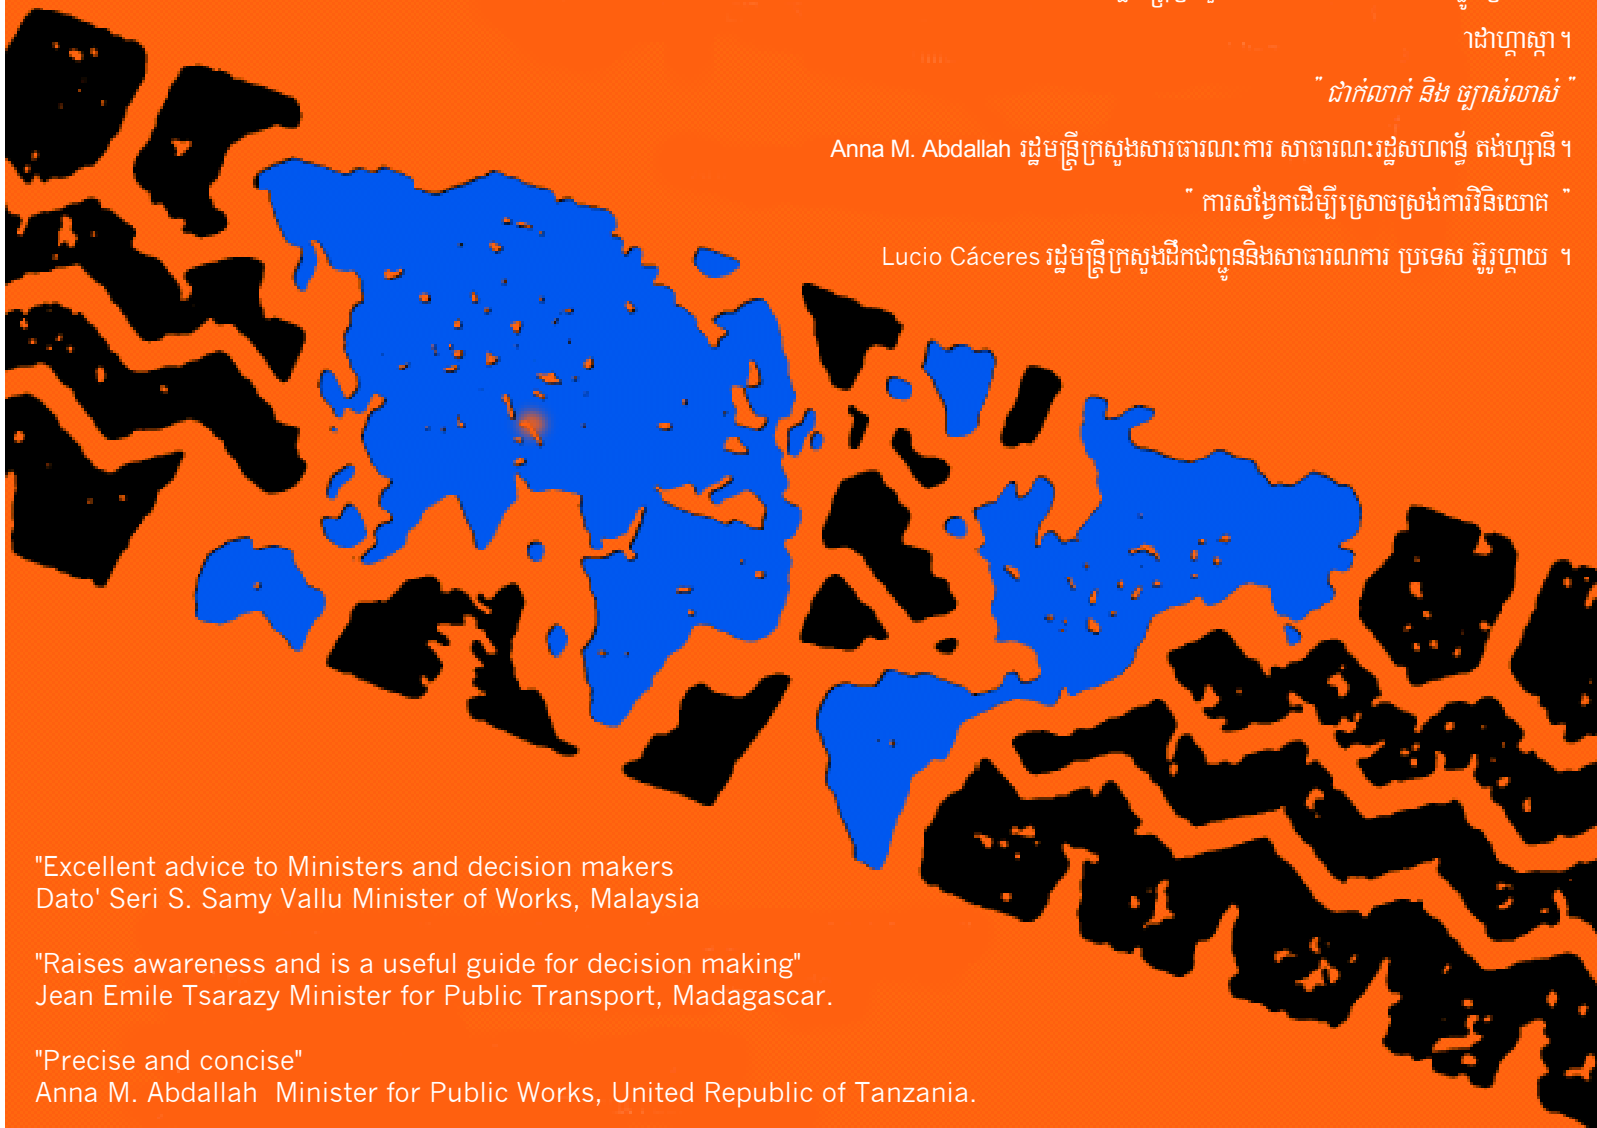 ាដាហ្គាស្កា ។
" ជាក់លាក់ និង ច្បាស់លាស់ "
Anna M. Abdallah រដ្ឋមន្ត្រីក្រសួងសារធារណះការ សាធារណះរដ្ឋសហពន្ធ័ តង់ហ្សានី ។
" ការសង្វែកដើម្បីស្រោចស្រង់ការវិនិយោគ "
Lucio Cáceres រដ្ឋមន្ត្រីក្រសួងដឹកជញ្ជូននិងសាធារណការ ប្រទេស អ៊ូរូហ្គាយ ។
"Excellent advice to Ministers and decision makers
Dato' Seri S. Samy Vallu Minister of Works, Malaysia
"Raises awareness and is a useful guide for decision making"
Jean Emile Tsarazy Minister for Public Transport, Madagascar.
"Precise and concise"
Anna M. Abdallah Minister for Public Works, United Republic of Tanzania.